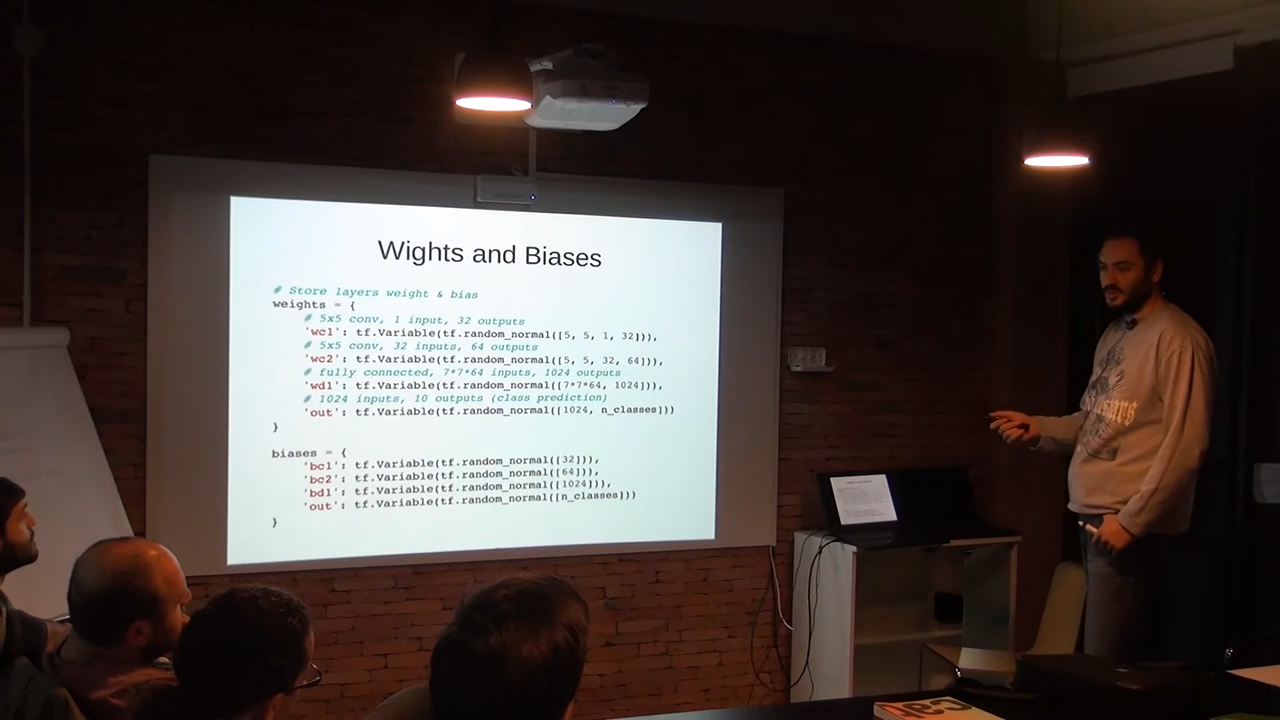 Wights and Biases
# Store layers weight & bias
weights = {
# 5x5 conv, 1 input, 32 outputs
'wc1': tf.Variable(tf.random_normal([5, 5, 1, 32])),
# 5x5 conv, 32 inputs, 64 outputs
'wc2': tf.Variable(tf.random_normal([5, 5, 32, 64])),
# fully connected, 7*7*64 inputs, 1024 outputs
'wd1': tf.Variable(tf.random_normal([7*7*64, 1024])),
# 1024 inputs, 10 outputs (class prediction)
'out': tf.Variable(tf.random_normal([1024, n_classes]))
}
biases = {
'bc1': tf.Variable(tf.random_normal([32])),
'bc2': tf.Variable(tf.random_normal([64])),
'bd1': tf.Variable(tf.random_normal([1024])),
'out': tf.Variable(tf.random_normal([n_classes]))
}